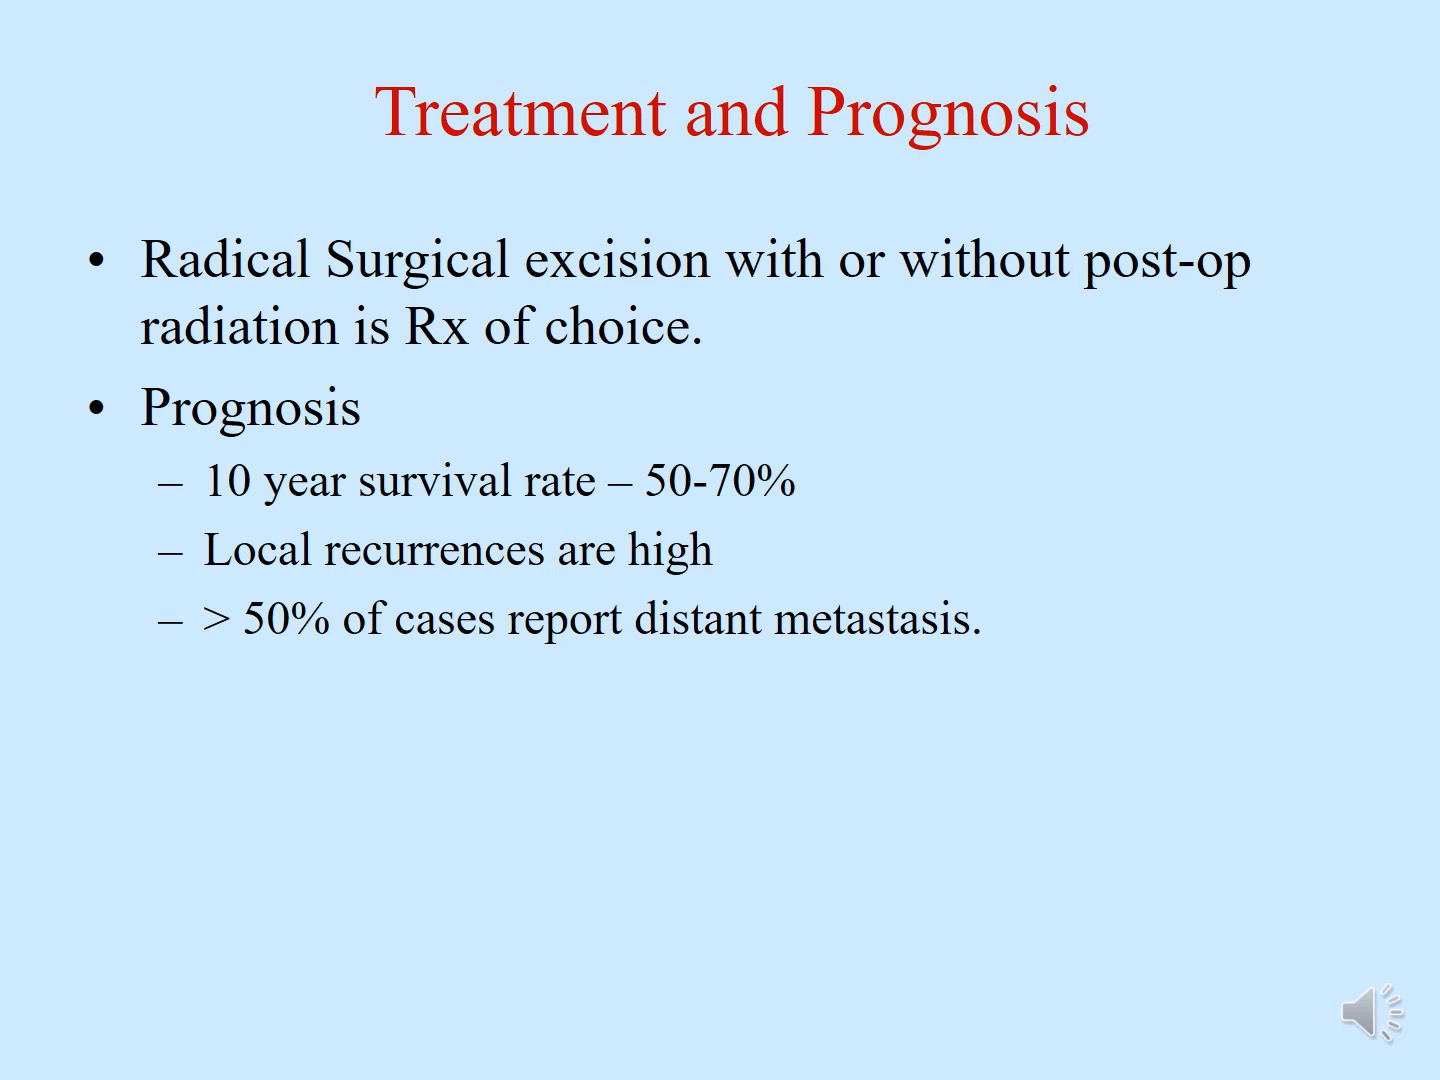 Treatment and Prognosis
• Radical Surgical excision with or without post-op
radiation is Rx of choice.
• Prognosis
– 10 year survival rate – 50-70%
– Local recurrences are high
– > 50% of cases report distant metastasis.